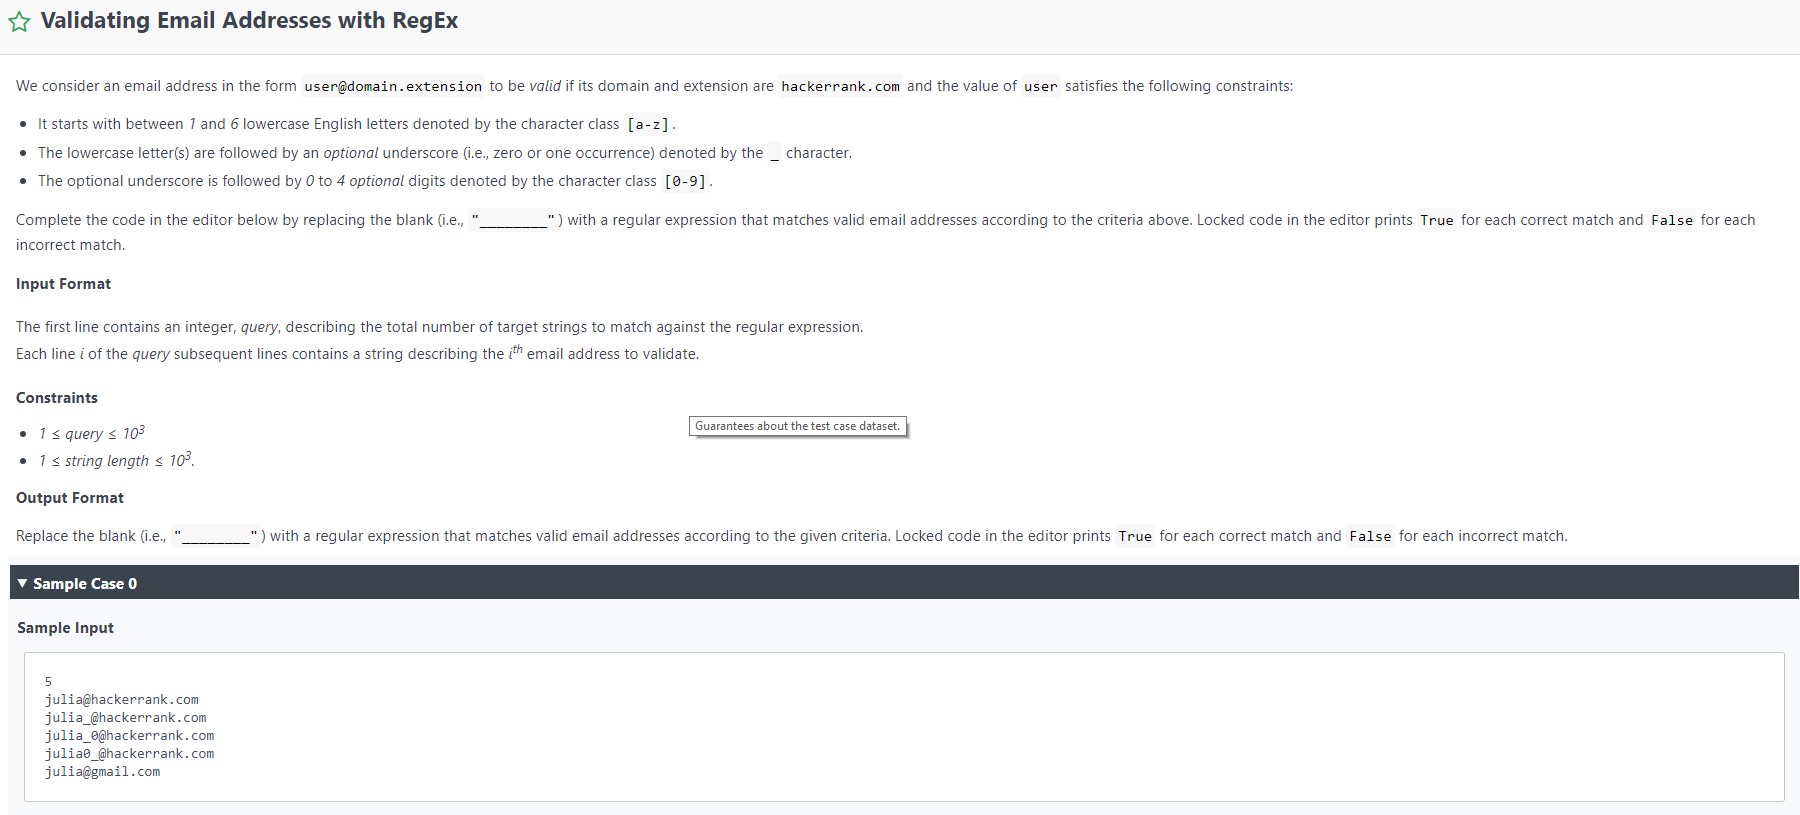 Validating Email Addresses with RegEx
We consider an email address in the form user@domain.extension to be valid if its domain and extension are hackerrank.com and the value of user satisfies the following constraints:
• It starts with between 1 and 6 lowercase English letters denoted by the character class [a-z].
• The lowercase letter(s) are followed by an optional underscore (i.e., zero or one occurrence) denoted by the _ character.
• The optional underscore is followed by 0 to 4 optional digits denoted by the character class [0-9].
Complete the code in the editor below by replacing the blank (i.e., "________") with a regular expression that matches valid email addresses according to the criteria above. Locked code in the editor prints True for each correct match and False for each
incorrect match.
Input Format
The first line contains an integer, query, describing the total number of target strings to match against the regular expression.
Each line i of the query subsequent lines contains a string describing the ith email address to validate.
Constraints
• 1 ≤ query ≤ 10³
Guarantees about the test case dataset.
• 1 ≤ string length ≤ 10³.
Output Format
Replace the blank (i.e., "________") with a regular expression that matches valid email addresses according to the given criteria. Locked code in the editor prints True for each correct match and False for each incorrect match.
▼ Sample Case 0
Sample Input
5
julia@hackerrank.com
julia_@hackerrank.com
julia_0@hackerrank.com
julia0_@hackerrank.com
julia@gmail.com